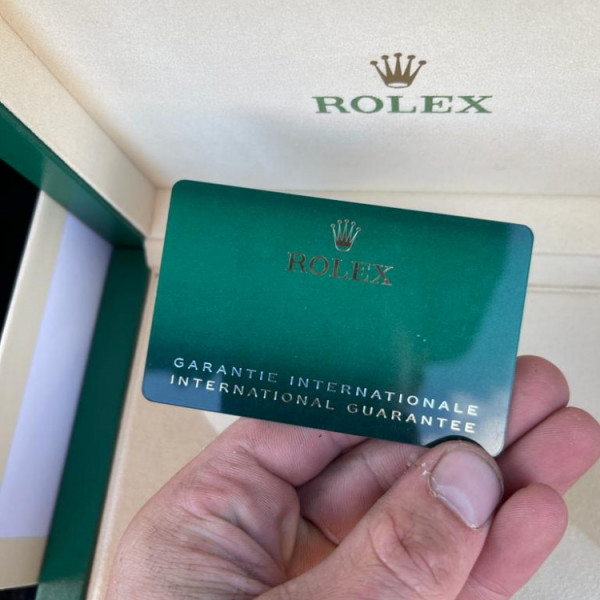 ROLEX
ROLEX
GARANTIE INTERNATIONALE
INTERNATIONAL GUARANTEE